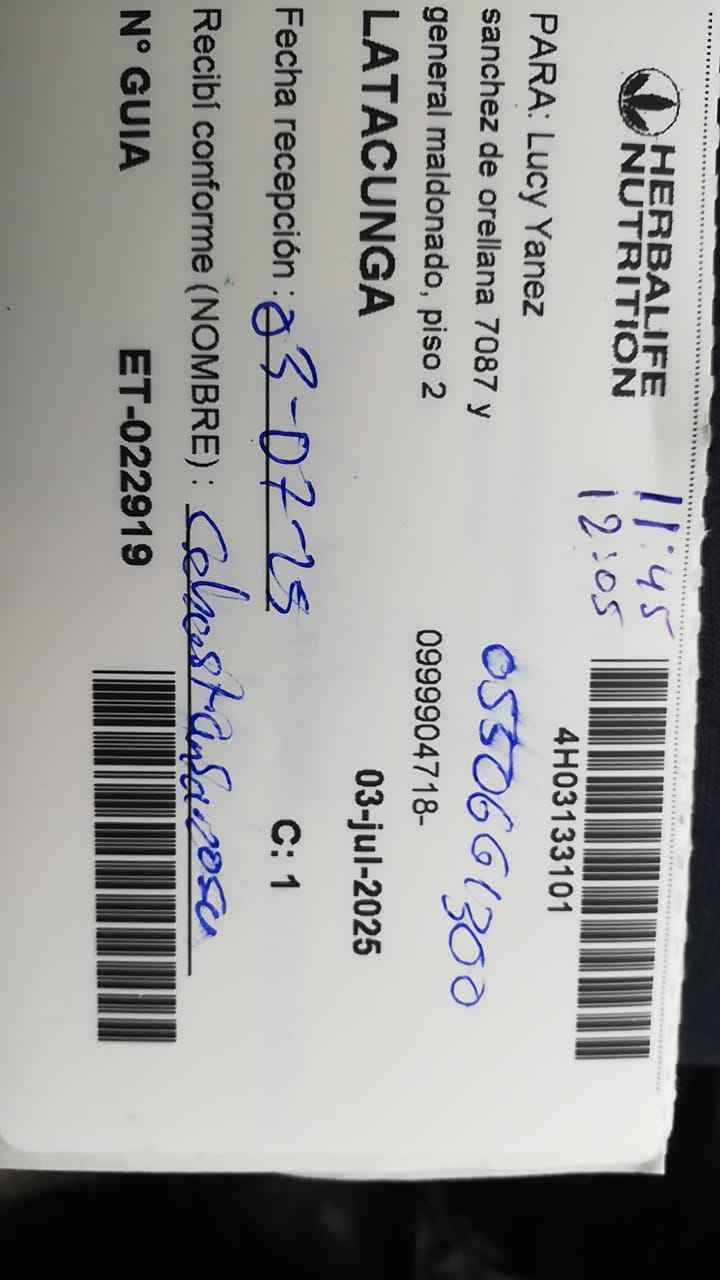 HERBALIFE
NUTRITION
11:45
12:05
4H03133101
PARA: Lucy Yanez
sanchez de orellana 7087 y
0550661300
general maldonado, piso 2
0999904718-
LATACUNGA
03-jul-2025
Fecha recepción : 03-07-25
C: 1
Recibí conforme (NOMBRE) :
N° GUIA
ET-022919